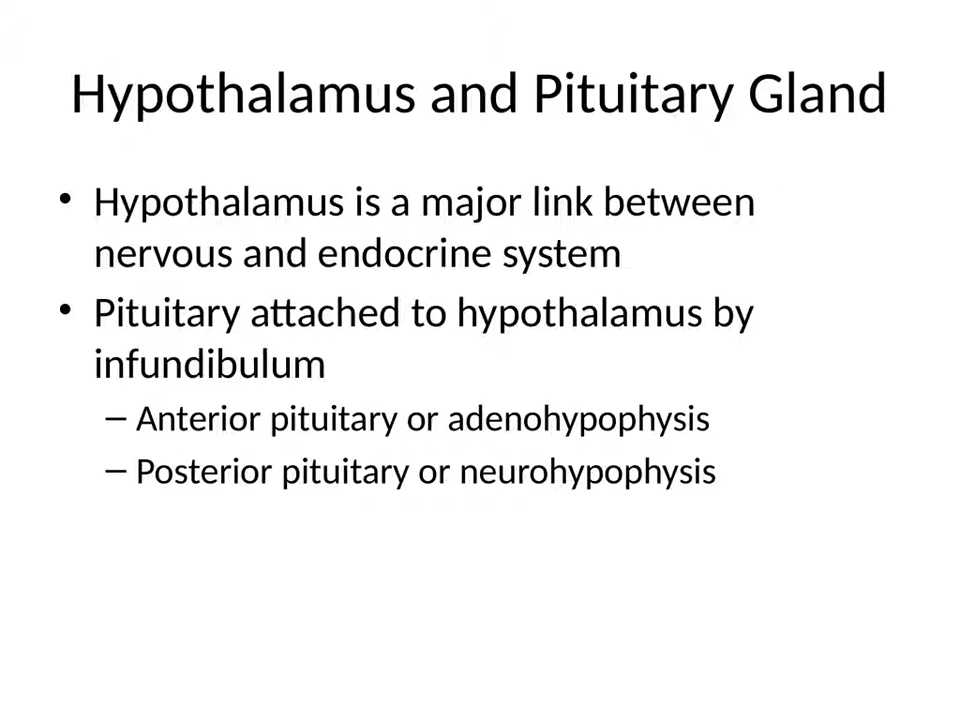 Hypothalamus and Pituitary Gland
• Hypothalamus is a major link between
nervous and endocrine system
• Pituitary attached to hypothalamus by
infundibulum
– Anterior pituitary or adenohypophysis
– Posterior pituitary or neurohypophysis